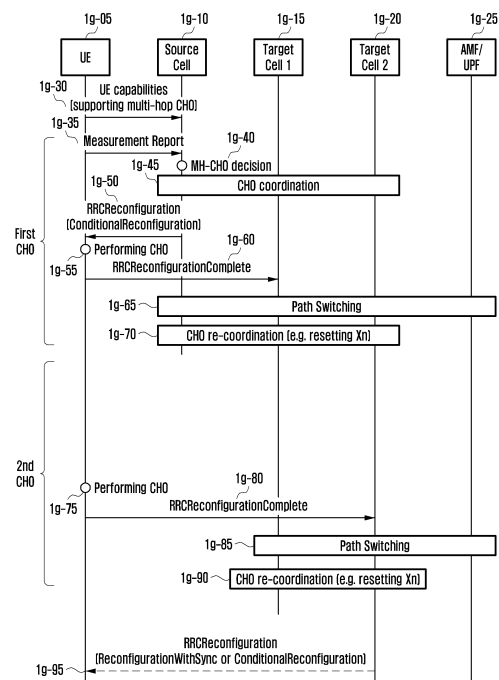 1g-05
1g-10
1g-15
1g-20
1g-25
UE
Source
Cell
Target
Cell 1
Target
Cell 2
AMF/
UPF
1g-30
UE capabilities
(supporting multi-hop CHO)
1g-35
Measurement Report
1g-40
MH-CHO decision
1g-45
CHO coordination
1g-50
RRCReconfiguration
(ConditionalReconfiguration)
First
CHO
Performing CHO
1g-55
1g-60
RRCReconfigurationComplete
1g-65
Path Switching
1g-70
CHO re-coordination (e.g. resetting Xn)
2nd
CHO
Performing CHO
1g-75
1g-80
RRCReconfigurationComplete
1g-85
Path Switching
1g-90
CHO re-coordination (e.g. resetting Xn)
RRCReconfiguration
(ReconfigurationWithSync or ConditionalReconfiguration)
1g-95